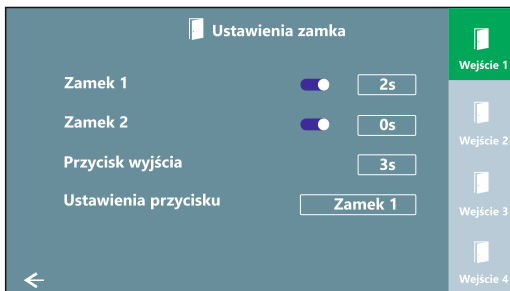 Ustawienia zamka
Zamek 1
2s
Zamek 2
0s
Przycisk wyjścia
3s
Ustawienia przycisku
Zamek 1
Wejście 1
Wejście 2
Wejście 3
Wejście 4